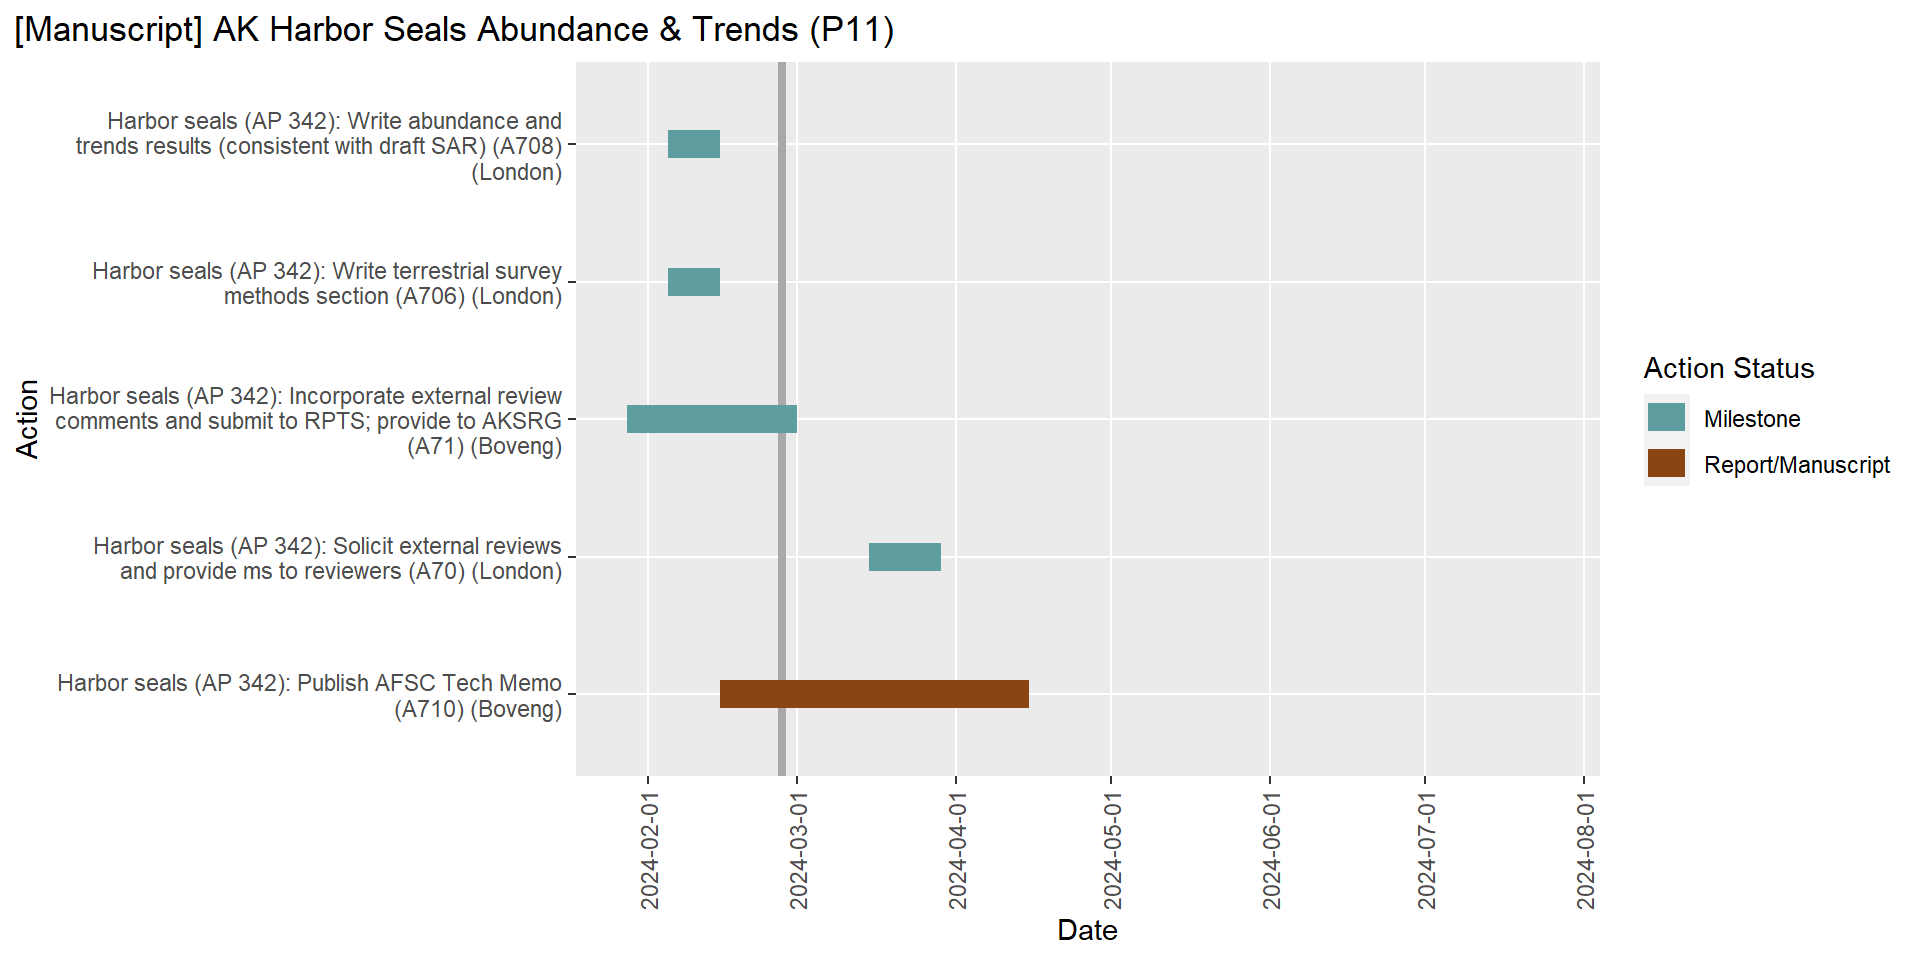 [Manuscript] AK Harbor Seals Abundance & Trends (P11)
Harbor seals (AP 342): Write abundance and
trends results (consistent with draft SAR) (A708)
(London)
Harbor seals (AP 342): Write terrestrial survey
methods section (A706) (London)
Harbor seals (AP 342): Incorporate external review
comments and submit to RPTS; provide to AKSRG
(A71) (Boveng)
Harbor seals (AP 342): Solicit external reviews
and provide ms to reviewers (A70) (London)
Harbor seals (AP 342): Publish AFSC Tech Memo
(A710) (Boveng)
Action
2024-02-01
2024-03-01
2024-04-01
2024-05-01
2024-06-01
2024-07-01
2024-08-01
Date
Action Status
Milestone
Report/Manuscript